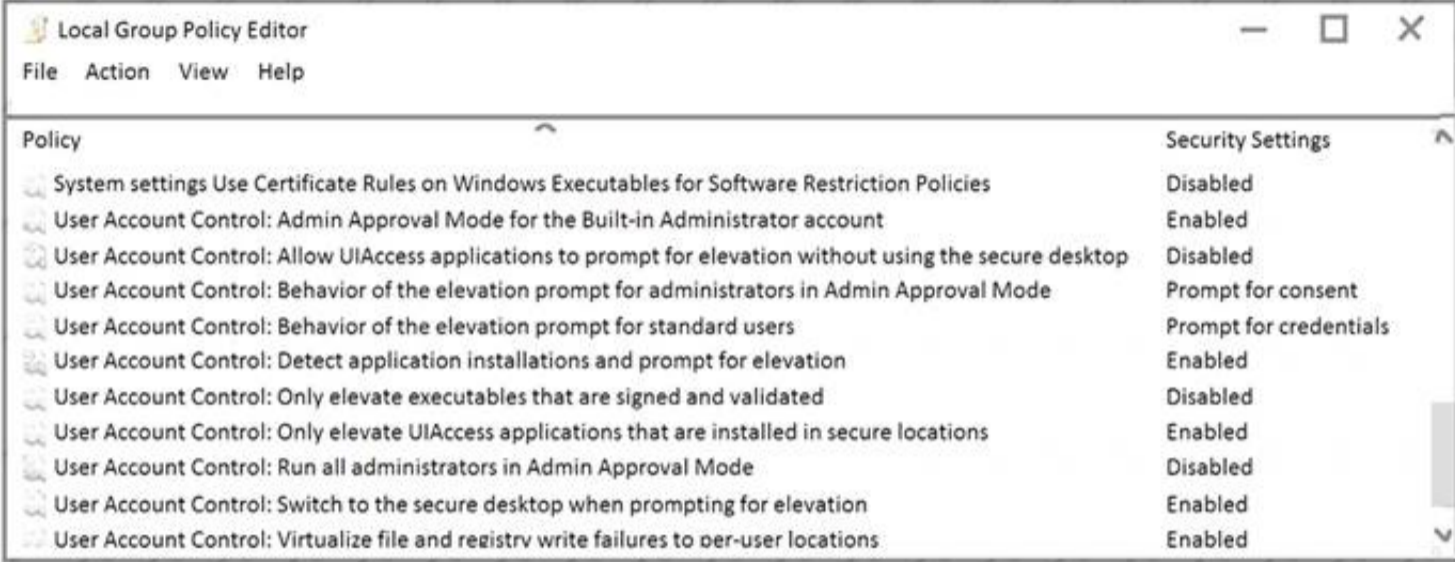 Local Group Policy Editor
File Action View Help
Policy Security Settings
System settings Use Certificate Rules on Windows Executables for Software Restriction Policies Disabled
User Account Control: Admin Approval Mode for the Built-in Administrator account Enabled
User Account Control: Allow UIAccess applications to prompt for elevation without using the secure desktop Disabled
User Account Control: Behavior of the elevation prompt for administrators in Admin Approval Mode Prompt for consent
User Account Control: Behavior of the elevation prompt for standard users Prompt for credentials
User Account Control: Detect application installations and prompt for elevation Enabled
User Account Control: Only elevate executables that are signed and validated Disabled
User Account Control: Only elevate UIAccess applications that are installed in secure locations Enabled
User Account Control: Run all administrators in Admin Approval Mode Disabled
User Account Control: Switch to the secure desktop when prompting for elevation Enabled
User Account Control: Virtualize file and registry write failures to per-user locations Enabled